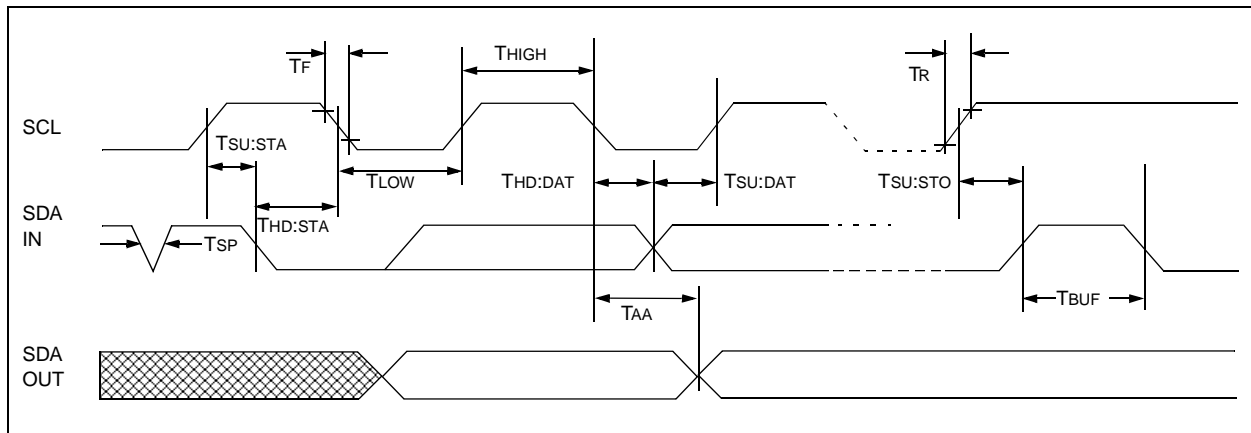 TF
THIGH
TR
SCL
TSU:STA
TLOW
THD:DAT
TSU:DAT
TSU:STO
SDA
IN
THD:STA
TSP
TAA
TBUF
SDA
OUT